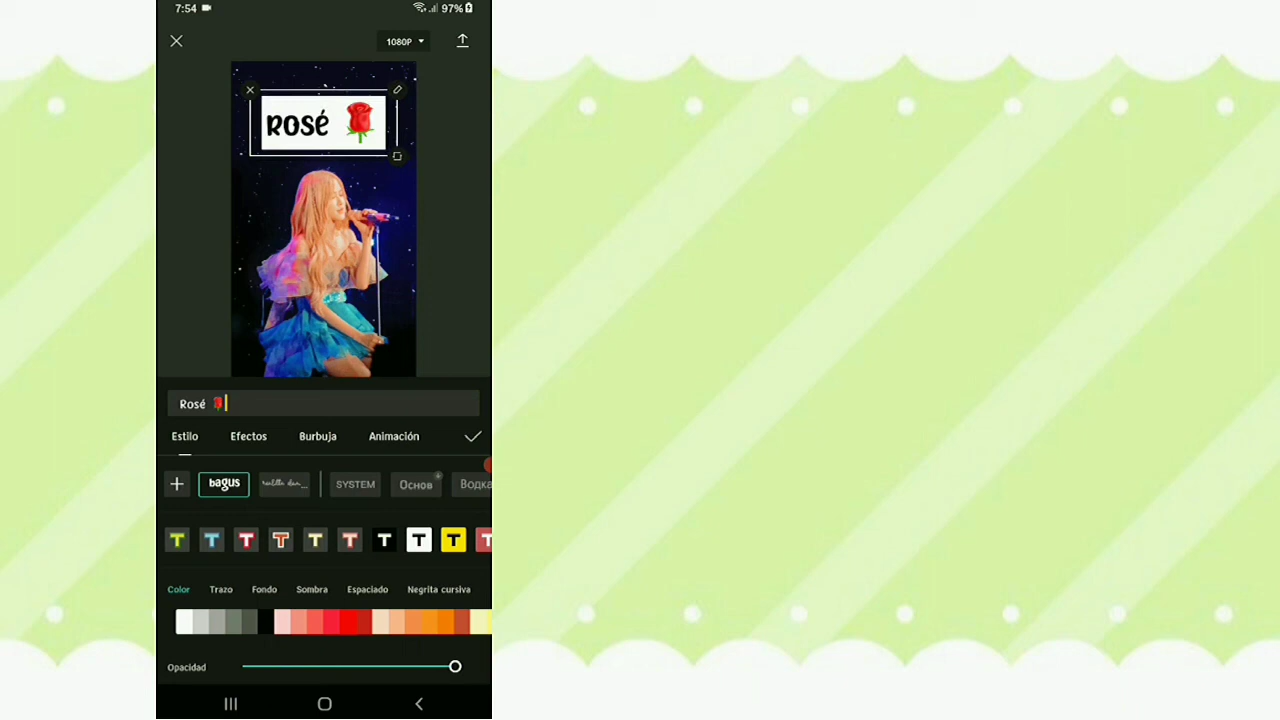 7:54 97%
1080P
Rosé 🌹
Rosé 🌹
Estilo Efectos Burbuja Animación
bagus SYSTEM Основ Водка
T T T T T T T T T T
Color Trazo Fondo Sombra Espaciado Negrita cursiva
Opacidad